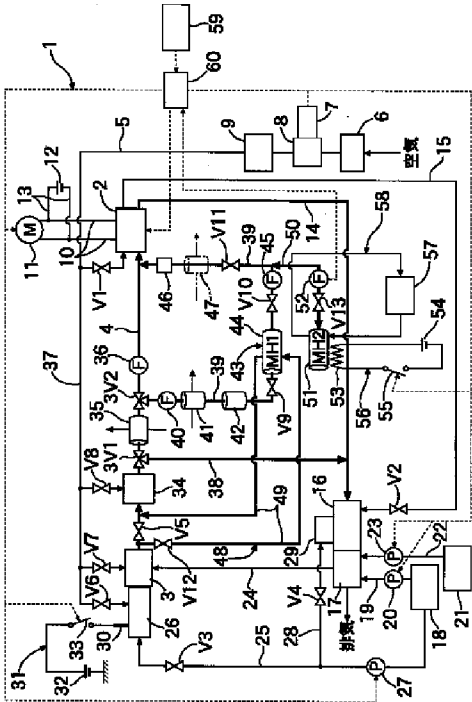 31
32
33
30
V3
V6
V7
V8
37
26
3
V5
34
3V1
35
3V2
36
4
V1
11
M
10
13
12
2
1
5
9
8
7
6
空気
60
59
25
V12
24
48
49
38
40
41
39
42
V9
43
44
MH1
V10
45
F
F
F
F
46
47
V11
39
50
52
V13
51
MH2
53
14
15
58
57
54
55
56
27
P
28
V4
29
16
17
排気
19
20
P
18
23
P
22
21
V2